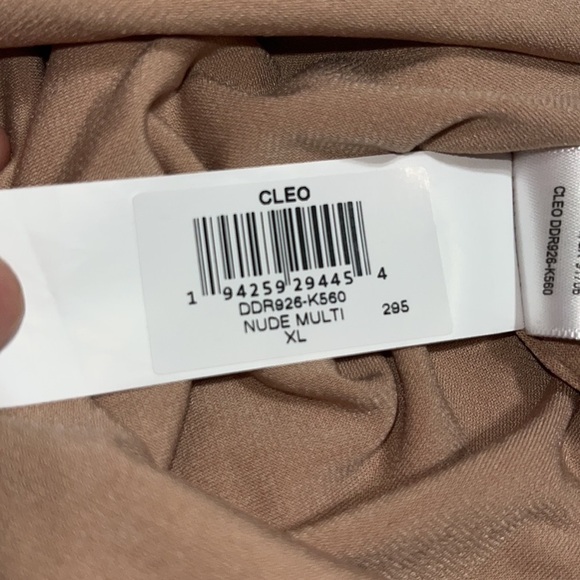 CLEO
1 94259 29445 4
DDR926-K560
NUDE MULTI 295
XL
CLEO DDR926-K560